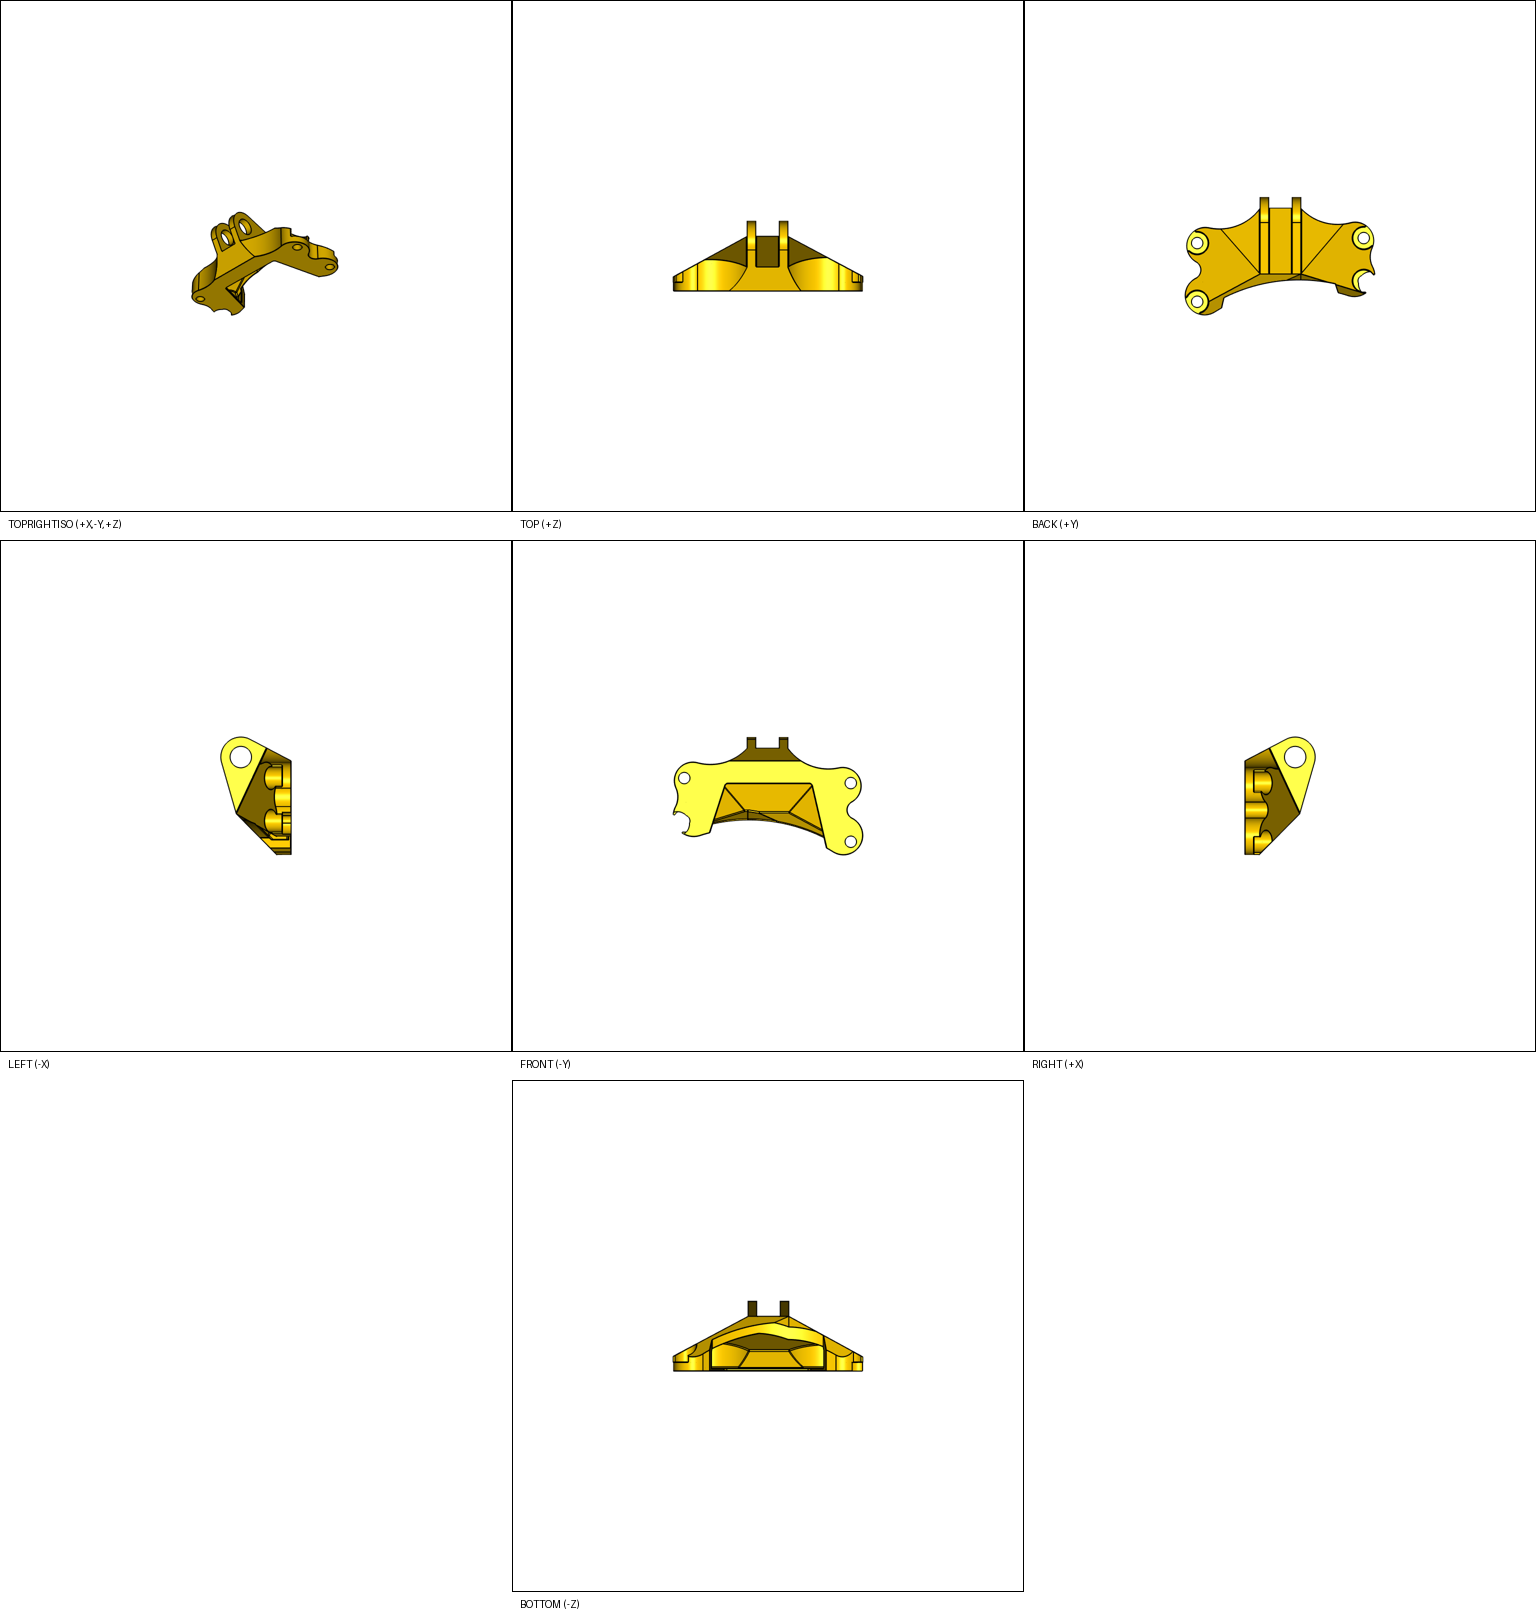 TOPRIGHTISO (+X,-Y,+Z)
TOP (+Z)
BACK (+Y)
LEFT (-X)
FRONT (-Y)
RIGHT (+X)
BOTTOM (-Z)